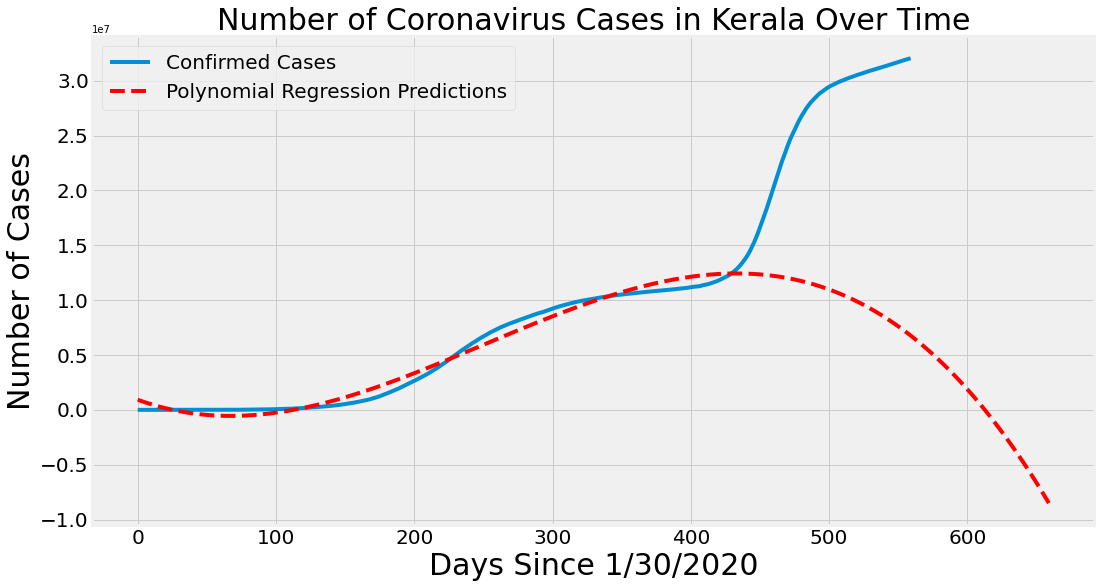 Number of Coronavirus Cases in Kerala Over Time
1e7
Confirmed Cases
Polynomial Regression Predictions
Number of Cases
3.0
2.5
2.0
1.5
1.0
0.5
0.0
−0.5
−1.0
0 100 200 300 400 500 600
Days Since 1/30/2020